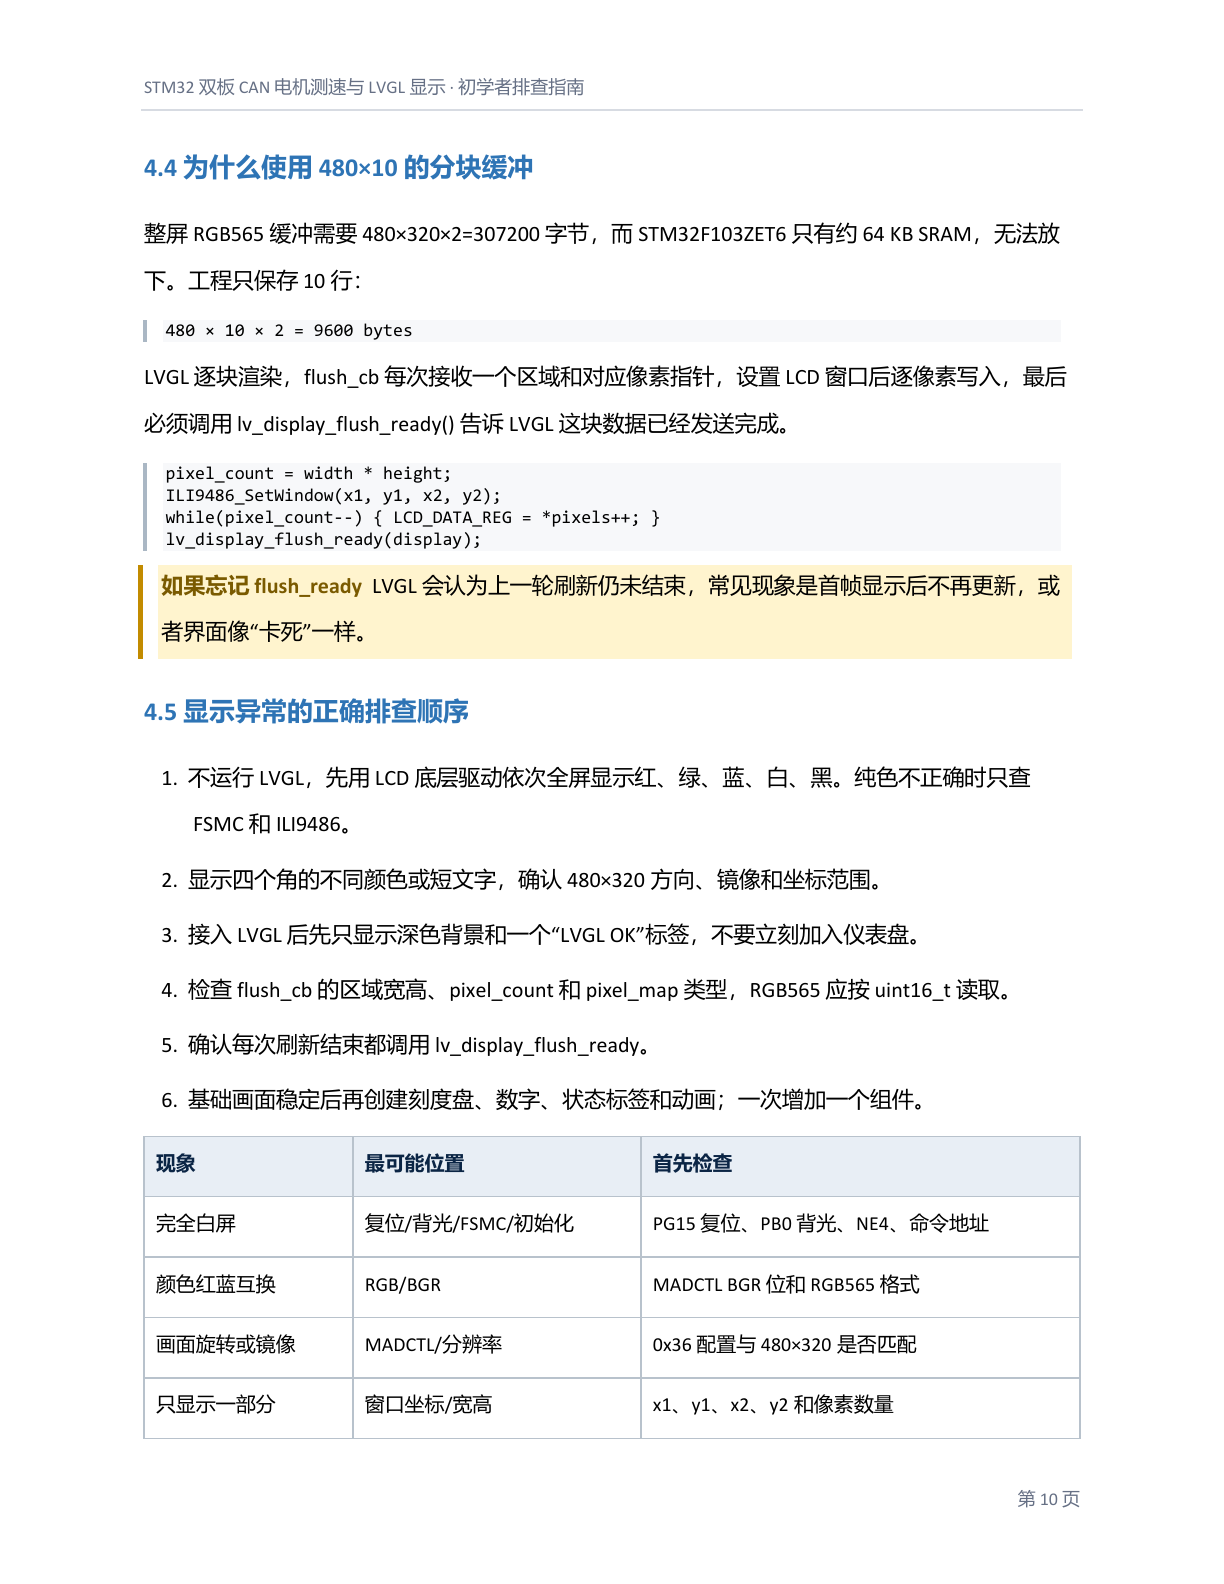 STM32 双板 CAN 电机测速与 LVGL 显示 · 初学者排查指南
4.4 为什么使用 480×10 的分块缓冲
整屏 RGB565 缓冲需要 480×320×2=307200 字节，而 STM32F103ZET6 只有约 64 KB SRAM，无法放
下。工程只保存 10 行：
480 × 10 × 2 = 9600 bytes
LVGL 逐块渲染，flush_cb 每次接收一个区域和对应像素指针，设置 LCD 窗口后逐像素写入，最后
必须调用 lv_display_flush_ready() 告诉 LVGL 这块数据已经发送完成。
pixel_count = width * height;
ILI9486_SetWindow(x1, y1, x2, y2);
while(pixel_count--) { LCD_DATA_REG = *pixels++; }
lv_display_flush_ready(display);
如果忘记 flush_ready LVGL 会认为上一轮刷新仍未结束，常见现象是首帧显示后不再更新，或
者界面像“卡死”一样。
4.5 显示异常的正确排查顺序
1. 不运行 LVGL，先用 LCD 底层驱动依次全屏显示红、绿、蓝、白、黑。纯色不正确时只查
FSMC 和 ILI9486。
2. 显示四个角的不同颜色或短文字，确认 480×320 方向、镜像和坐标范围。
3. 接入 LVGL 后先只显示深色背景和一个“LVGL OK”标签，不要立刻加入仪表盘。
4. 检查 flush_cb 的区域宽高、pixel_count 和 pixel_map 类型，RGB565 应按 uint16_t 读取。
5. 确认每次刷新结束都调用 lv_display_flush_ready。
6. 基础画面稳定后再创建刻度盘、数字、状态标签和动画；一次增加一个组件。
现象 最可能位置 首先检查
完全白屏 复位/背光/FSMC/初始化 PG15 复位、PB0 背光、NE4、命令地址
颜色红蓝互换 RGB/BGR MADCTL BGR 位和 RGB565 格式
画面旋转或镜像 MADCTL/分辨率 0x36 配置与 480×320 是否匹配
只显示一部分 窗口坐标/宽高 x1、y1、x2、y2 和像素数量
第 10 页